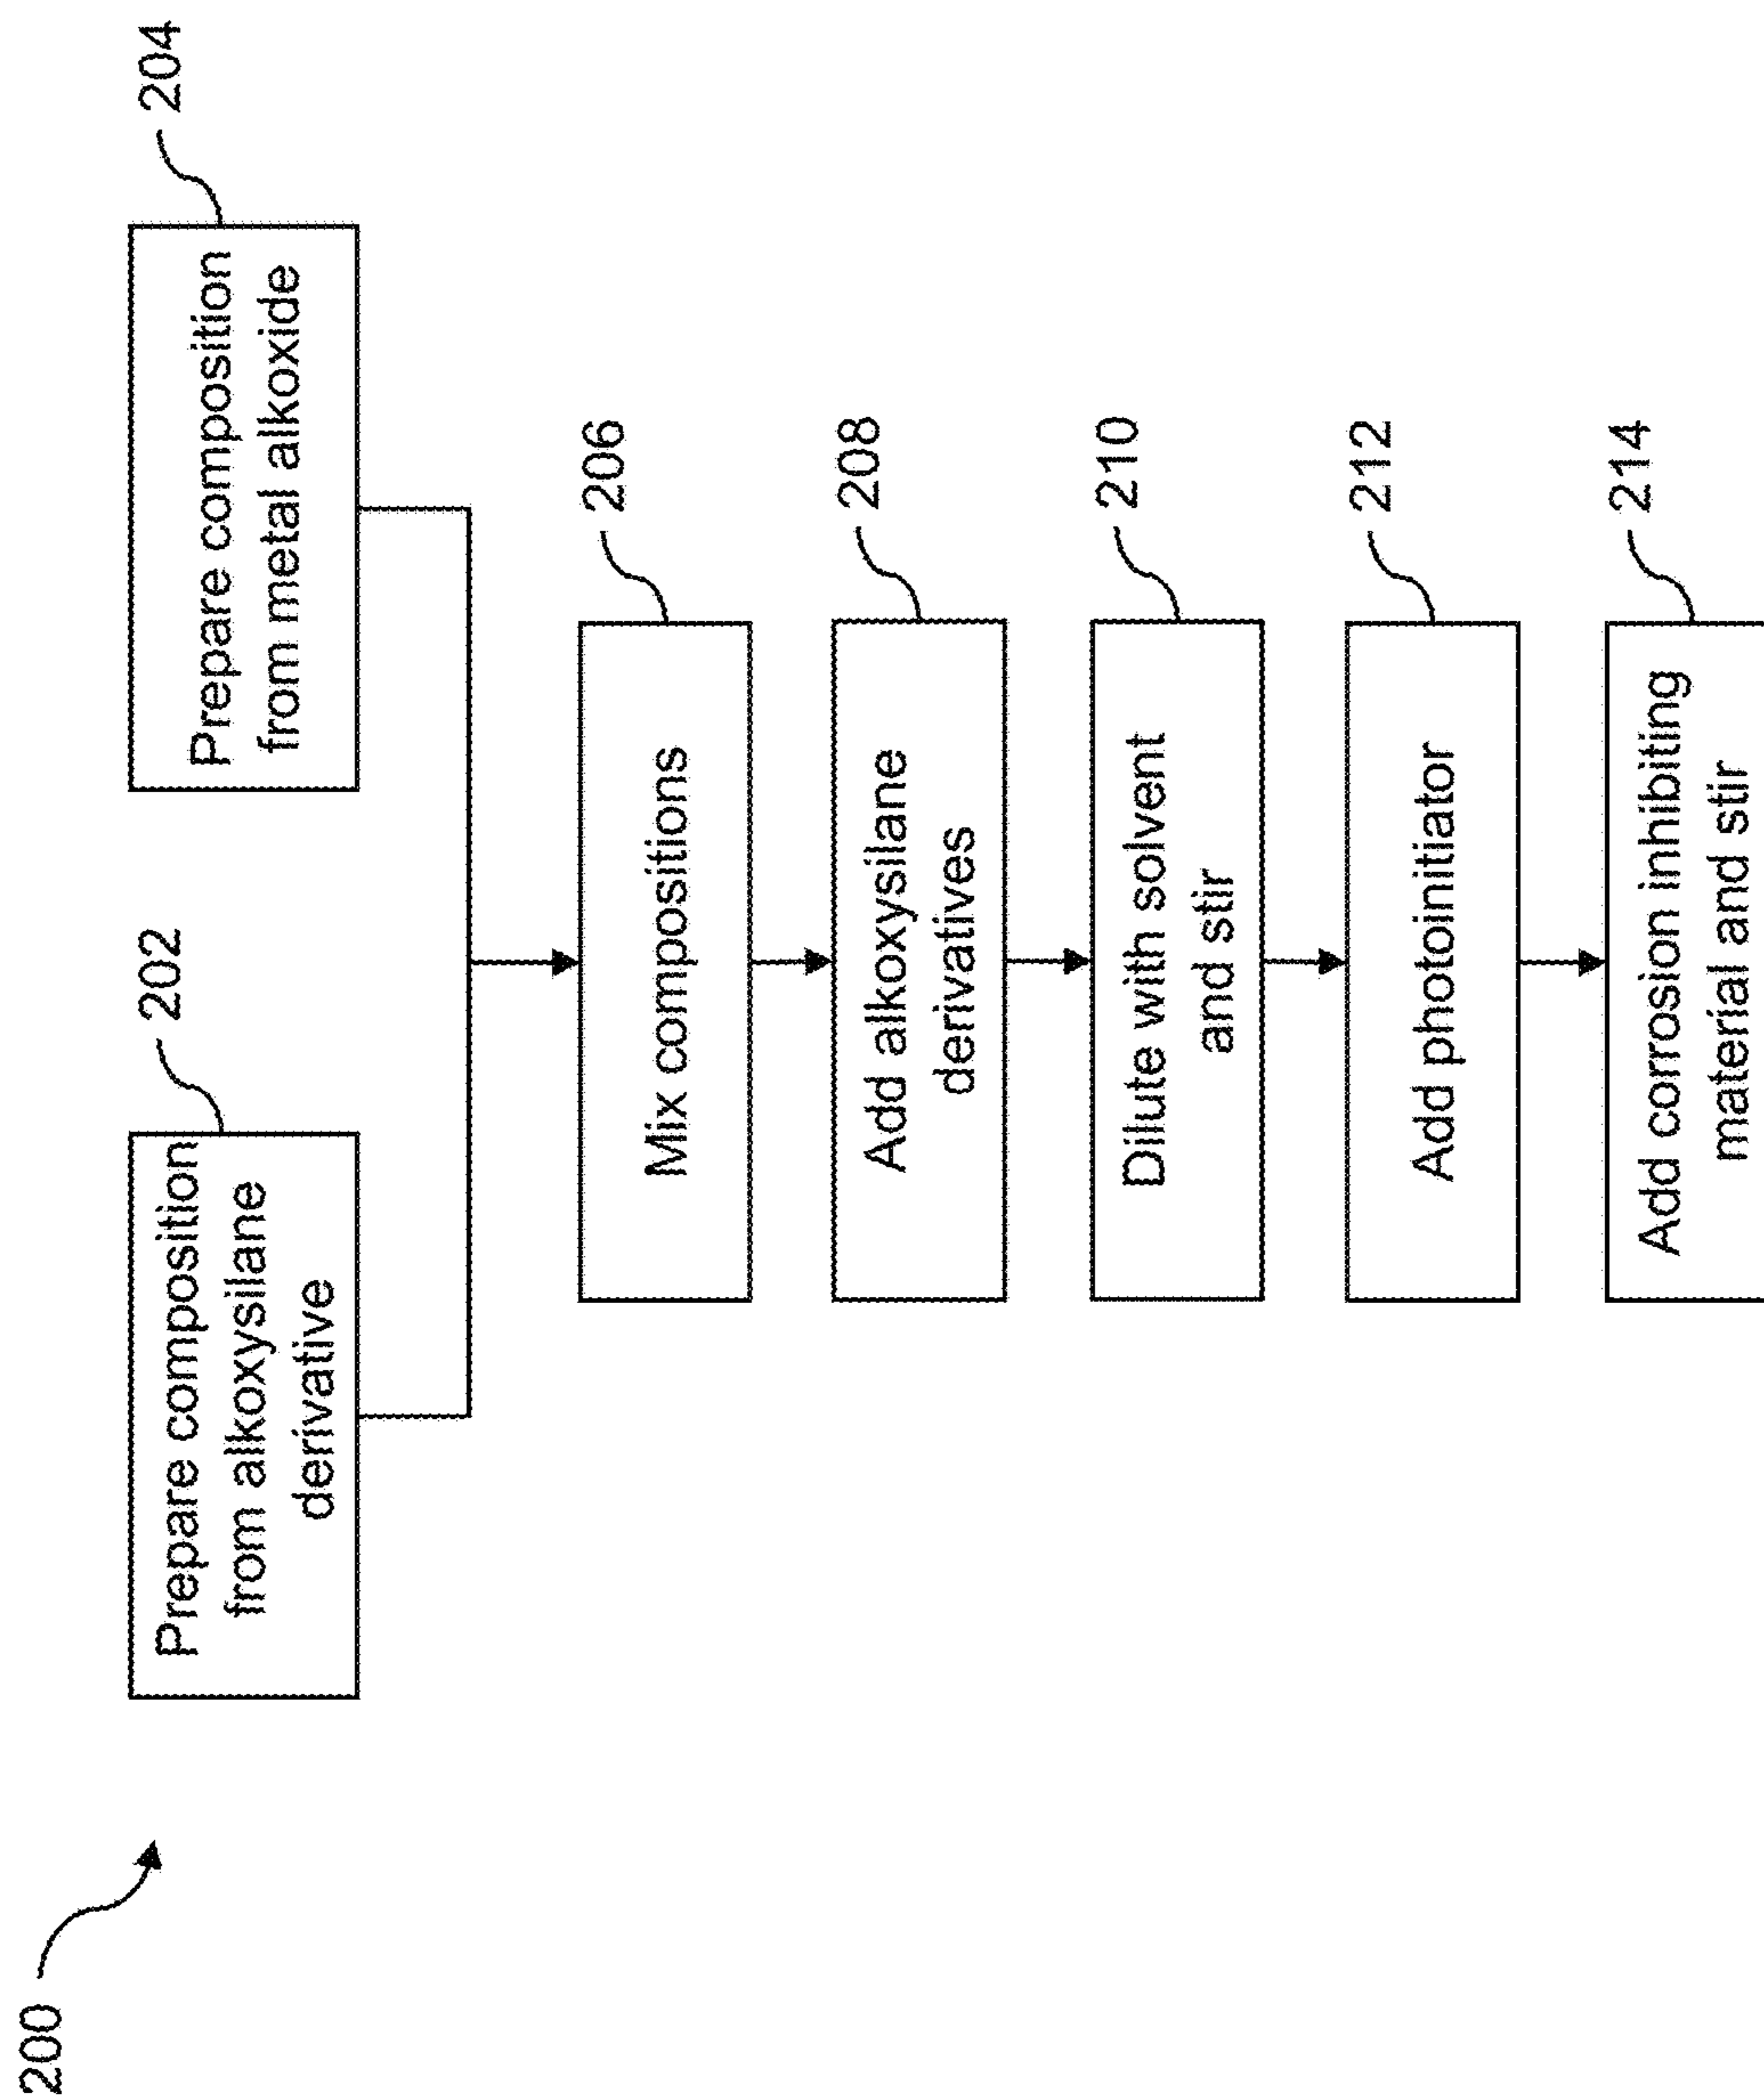 200
Prepare composition
from alkoxysilane
derivative
202
Prepare composition
from metal alkoxide
204
Mix compositions
206
Add alkoxysilane
derivatives
208
Dilute with solvent
and stir
210
Add photoinitiator
212
Add corrosion inhibiting
material and stir
214